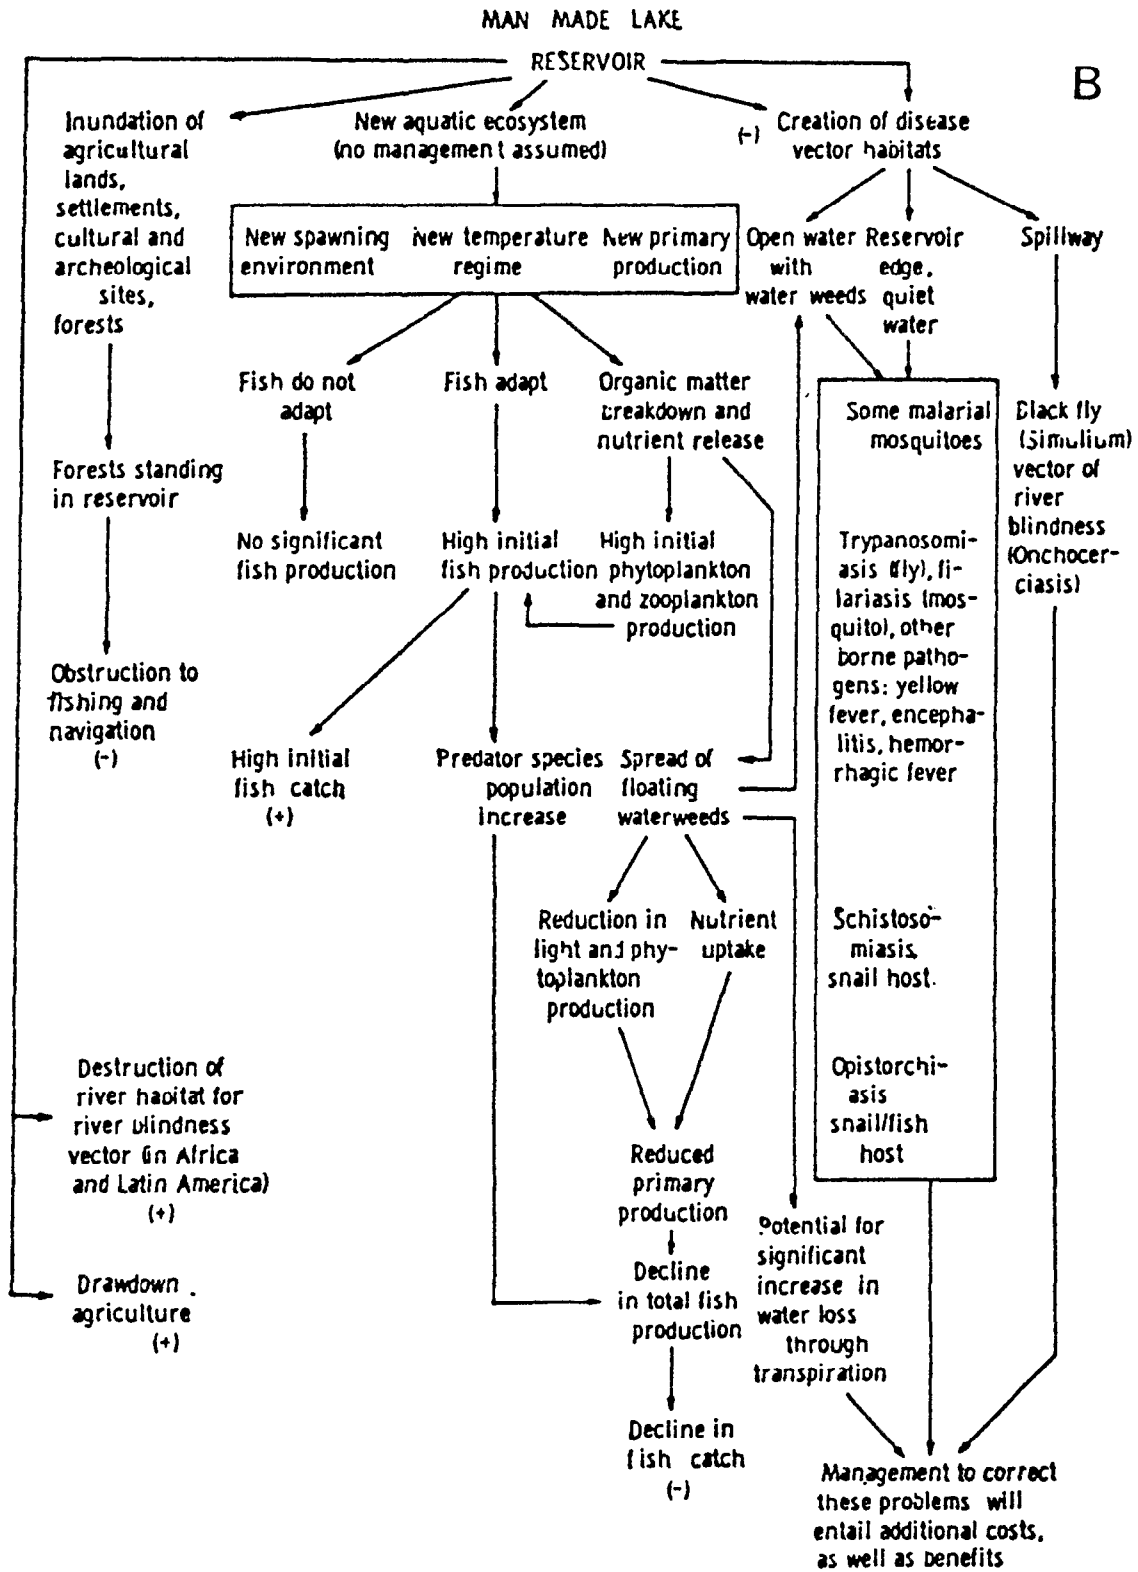 MAN MADE LAKE
RESERVOIR
B
Inundation of
agricultural
lands,
settlements,
cultural and
archeological
sites,
forests
New aquatic ecosystem
(no management assumed)
(-)
Creation of disease
vector habitats
New spawning
environment
New temperature
regime
New primary
production
Open water
with
water weeds
Reservoir
edge,
quiet
water
Spillway
Fish do not
adapt
Fish adapt
Organic matter
breakdown and
nutrient release
Some malarial
mosquitoes
Black fly
(Simulium)
vector of
river
blindness
(Onchocer-
ciasis)
Forests standing
in reservoir
No significant
fish production
High initial
fish production
High initial
phytoplankton
and zooplankton
production
Trypanosomi-
asis (fly), fi-
lariasis (mos-
quito), other
borne patho-
gens: yellow
fever, encepha-
litis, hemor-
rhagic fever
Obstruction to
fishing and
navigation
(-)
High initial
fish catch
(+)
Predator species
population
increase
Spread of
floating
waterweeds
Reduction in
light and phy-
toplankton
production
Nutrient
uptake
Schistoso-
miasis,
snail host.
Destruction of
river habitat for
river blindness
vector (in Africa
and Latin America)
(+)
Opistorchi-
asis
snail/fish
host
Reduced
primary
production
Potential for
significant
increase in
water loss
through
transpiration
Drawdown
agriculture
(+)
Decline
in total fish
production
Decline in
fish catch
(-)
Management to correct
these problems will
entail additional costs,
as well as benefits